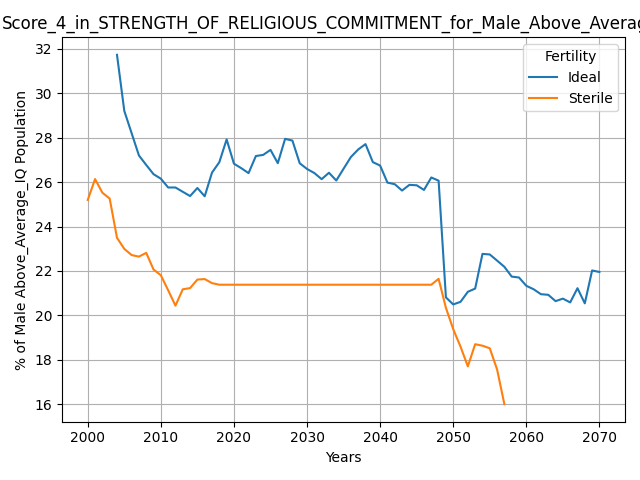 Score_4_in_STRENGTH_OF_RELIGIOUS_COMMITMENT_for_Male_Above_Averag
Fertility
Ideal
Sterile
% of Male Above_Average_IQ Population
32
30
28
26
24
22
20
18
16
2000 2010 2020 2030 2040 2050 2060 2070
Years